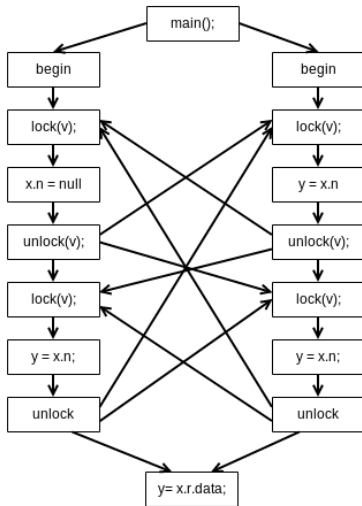 main();
begin
begin
lock(v);
lock(v);
x.n = null
y = x.n
unlock(v);
unlock(v);
lock(v);
lock(v);
y = x.n;
y = x.n;
unlock
unlock
y= x.r.data;